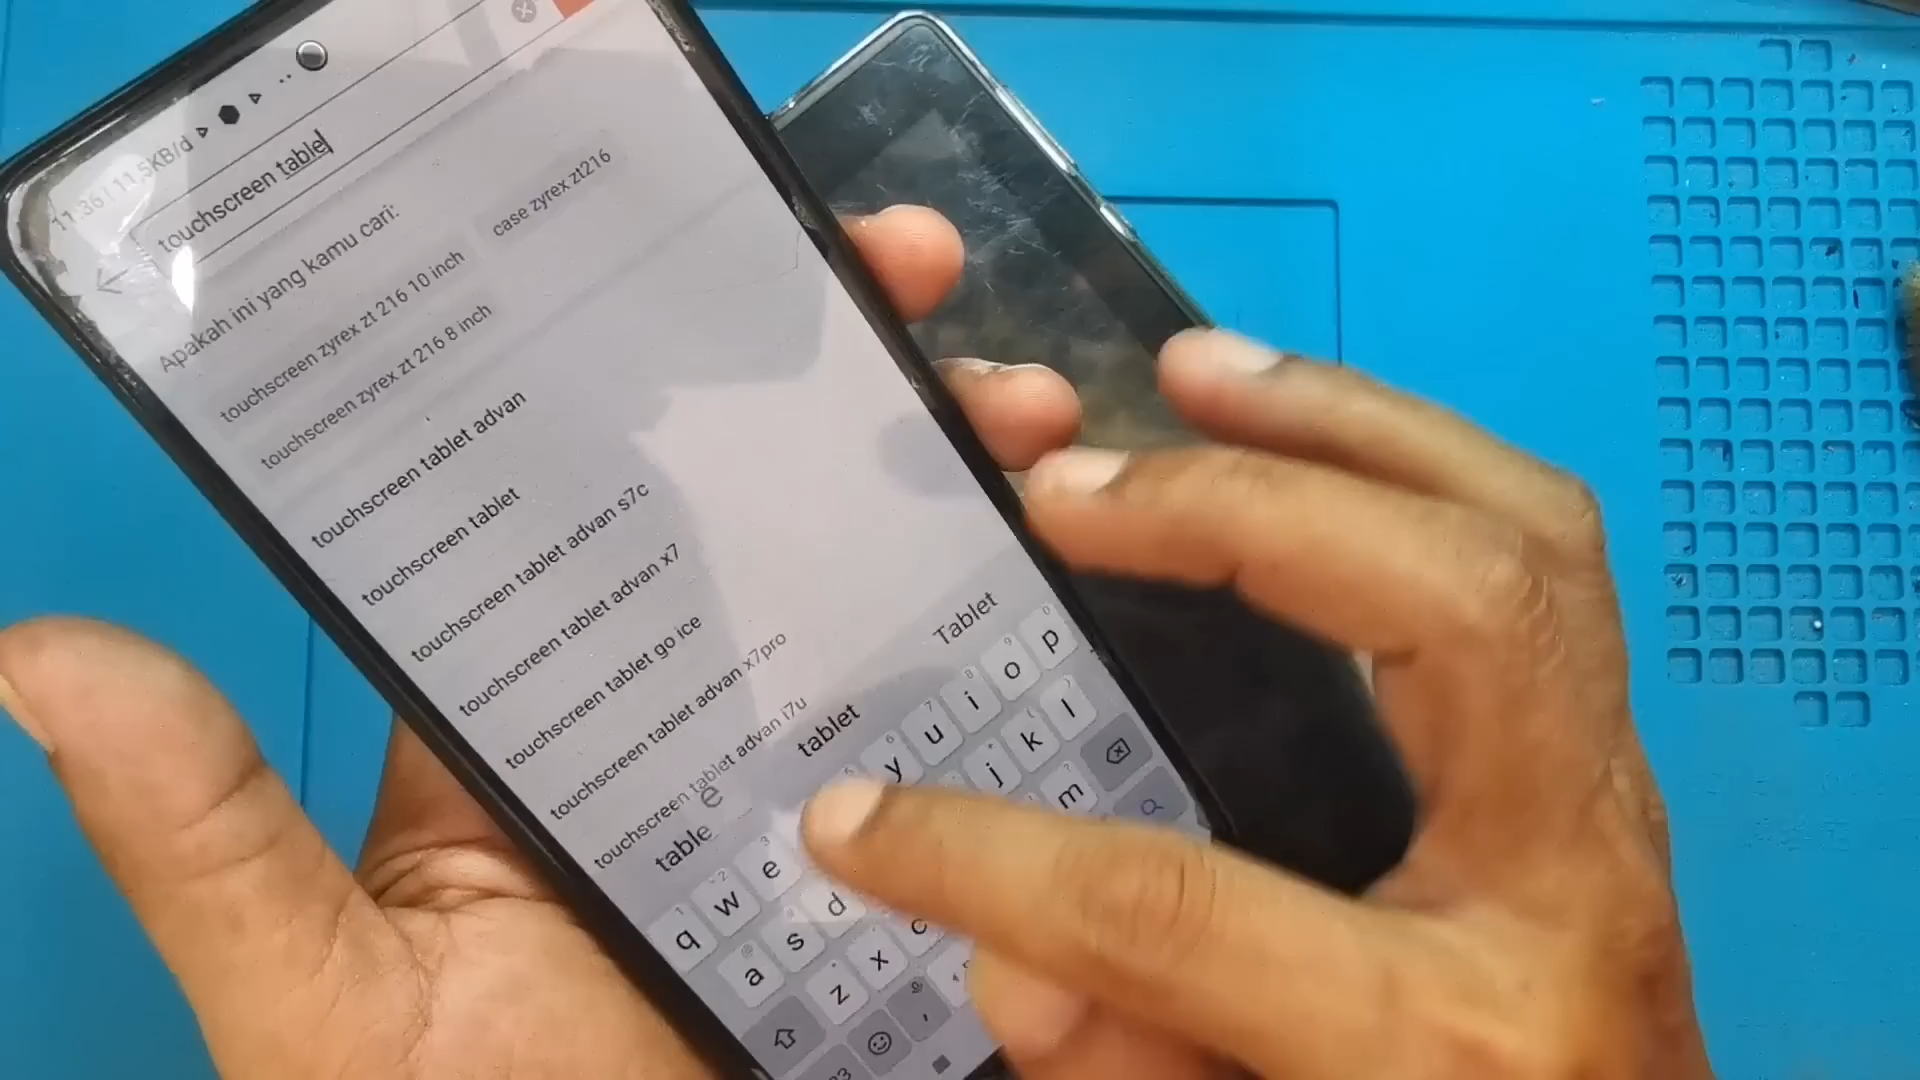 11.36 | 11,5KB/d
touchscreen table
Apakah ini yang kamu cari:
touchscreen zyrex zt 216 10 inch
case zyrex zt216
touchscreen zyrex zt 216 8 inch
touchscreen tablet advan
touchscreen tablet
touchscreen tablet advan s7c
touchscreen tablet advan x7
touchscreen tablet go ice
touchscreen tablet advan x7pro
touchscreen tablet advan i7u
table
tablet
Tablet
e
q w e y u i o p
a s d j k l
z x c m